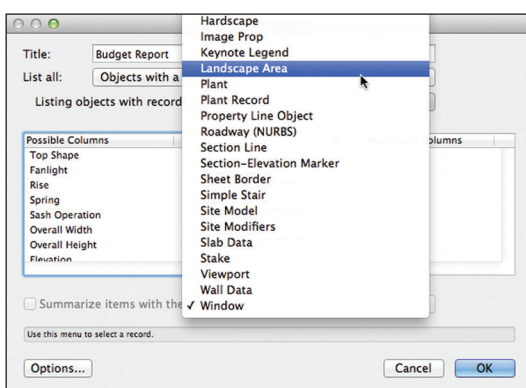 Title:
Budget Report
List all:
Objects with a
Listing objects with record
Possible Columns
olumns
Top Shape
Fanlight
Rise
Spring
Sash Operation
Overall Width
Overall Height
Elevation
Summarize items with the
Use this menu to select a record.
Options...
Cancel
OK
Hardscape
Image Prop
Keynote Legend
Landscape Area
Plant
Plant Record
Property Line Object
Roadway (NURBS)
Section Line
Section-Elevation Marker
Sheet Border
Simple Stair
Site Model
Site Modifiers
Slab Data
Stake
Viewport
Wall Data
✓ Window